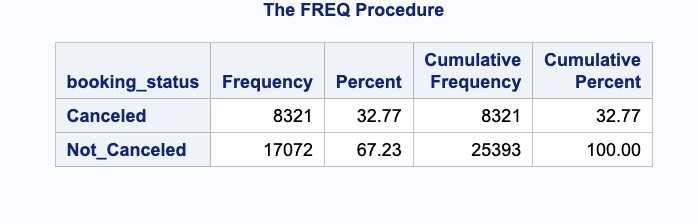 The FREQ Procedure
Cumulative Cumulative
booking_status Frequency Percent Frequency Percent
Canceled 8321 32.77 8321 32.77
Not_Canceled 17072 67.23 25393 100.00